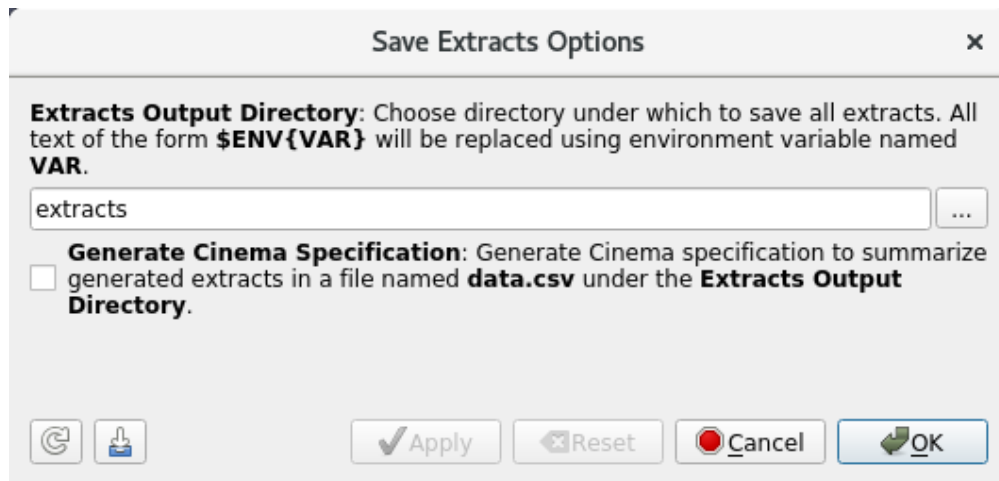 Save Extracts Options
Extracts Output Directory: Choose directory under which to save all extracts. All
text of the form $ENV{VAR} will be replaced using environment variable named
VAR.
extracts
...
Generate Cinema Specification: Generate Cinema specification to summarize
generated extracts in a file named data.csv under the Extracts Output
Directory.
Apply
Reset
Cancel
OK